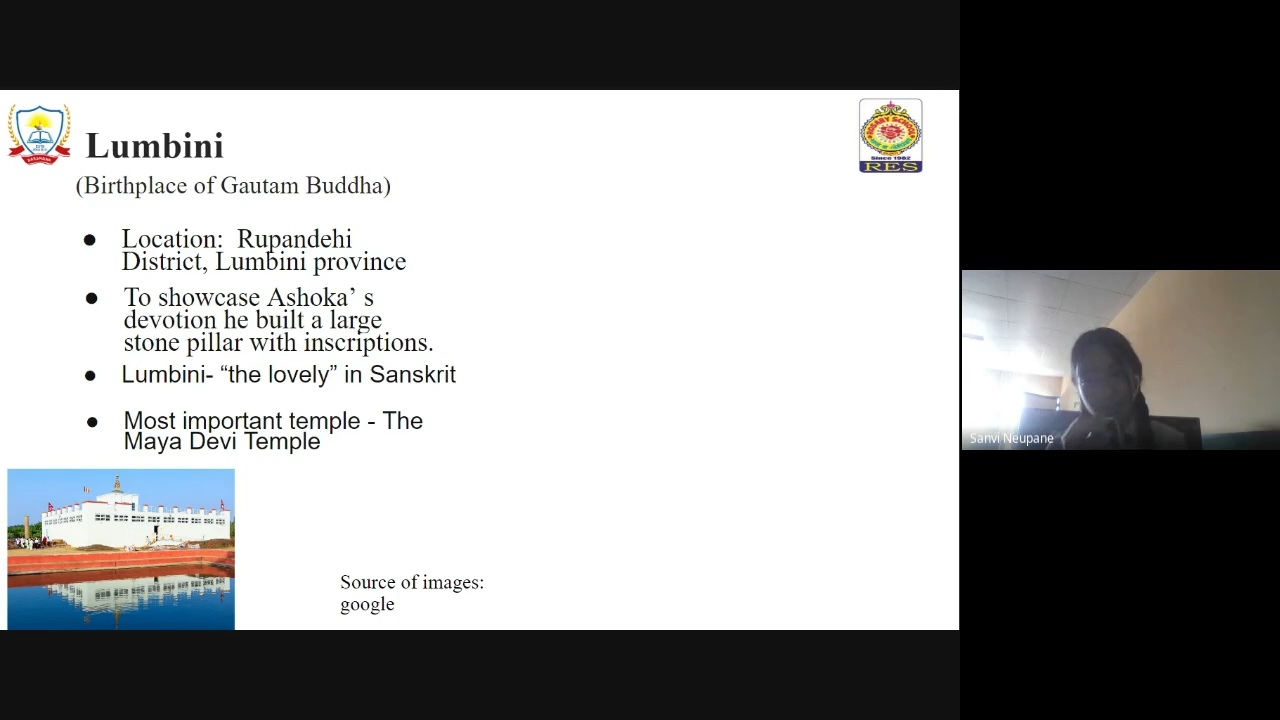 Lumbini
(Birthplace of Gautam Buddha)
● Location:  Rupandehi
District, Lumbini province
● To showcase Ashoka’ s
devotion he built a large
stone pillar with inscriptions.
● Lumbini- “the lovely” in Sanskrit
● Most important temple - The
Maya Devi Temple
Source of images:
google
Since 1982
RES
Sanvi Neupane